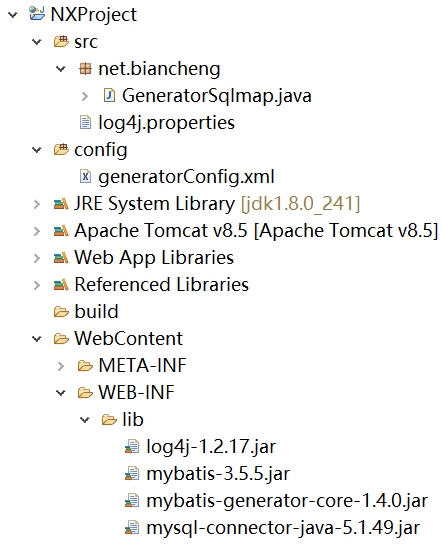 NXProject
src
net.biancheng
GeneratorSqlmap.java
log4j.properties
config
generatorConfig.xml
JRE System Library [jdk1.8.0_241]
Apache Tomcat v8.5 [Apache Tomcat v8.5]
Web App Libraries
Referenced Libraries
build
WebContent
META-INF
WEB-INF
lib
log4j-1.2.17.jar
mybatis-3.5.5.jar
mybatis-generator-core-1.4.0.jar
mysql-connector-java-5.1.49.jar